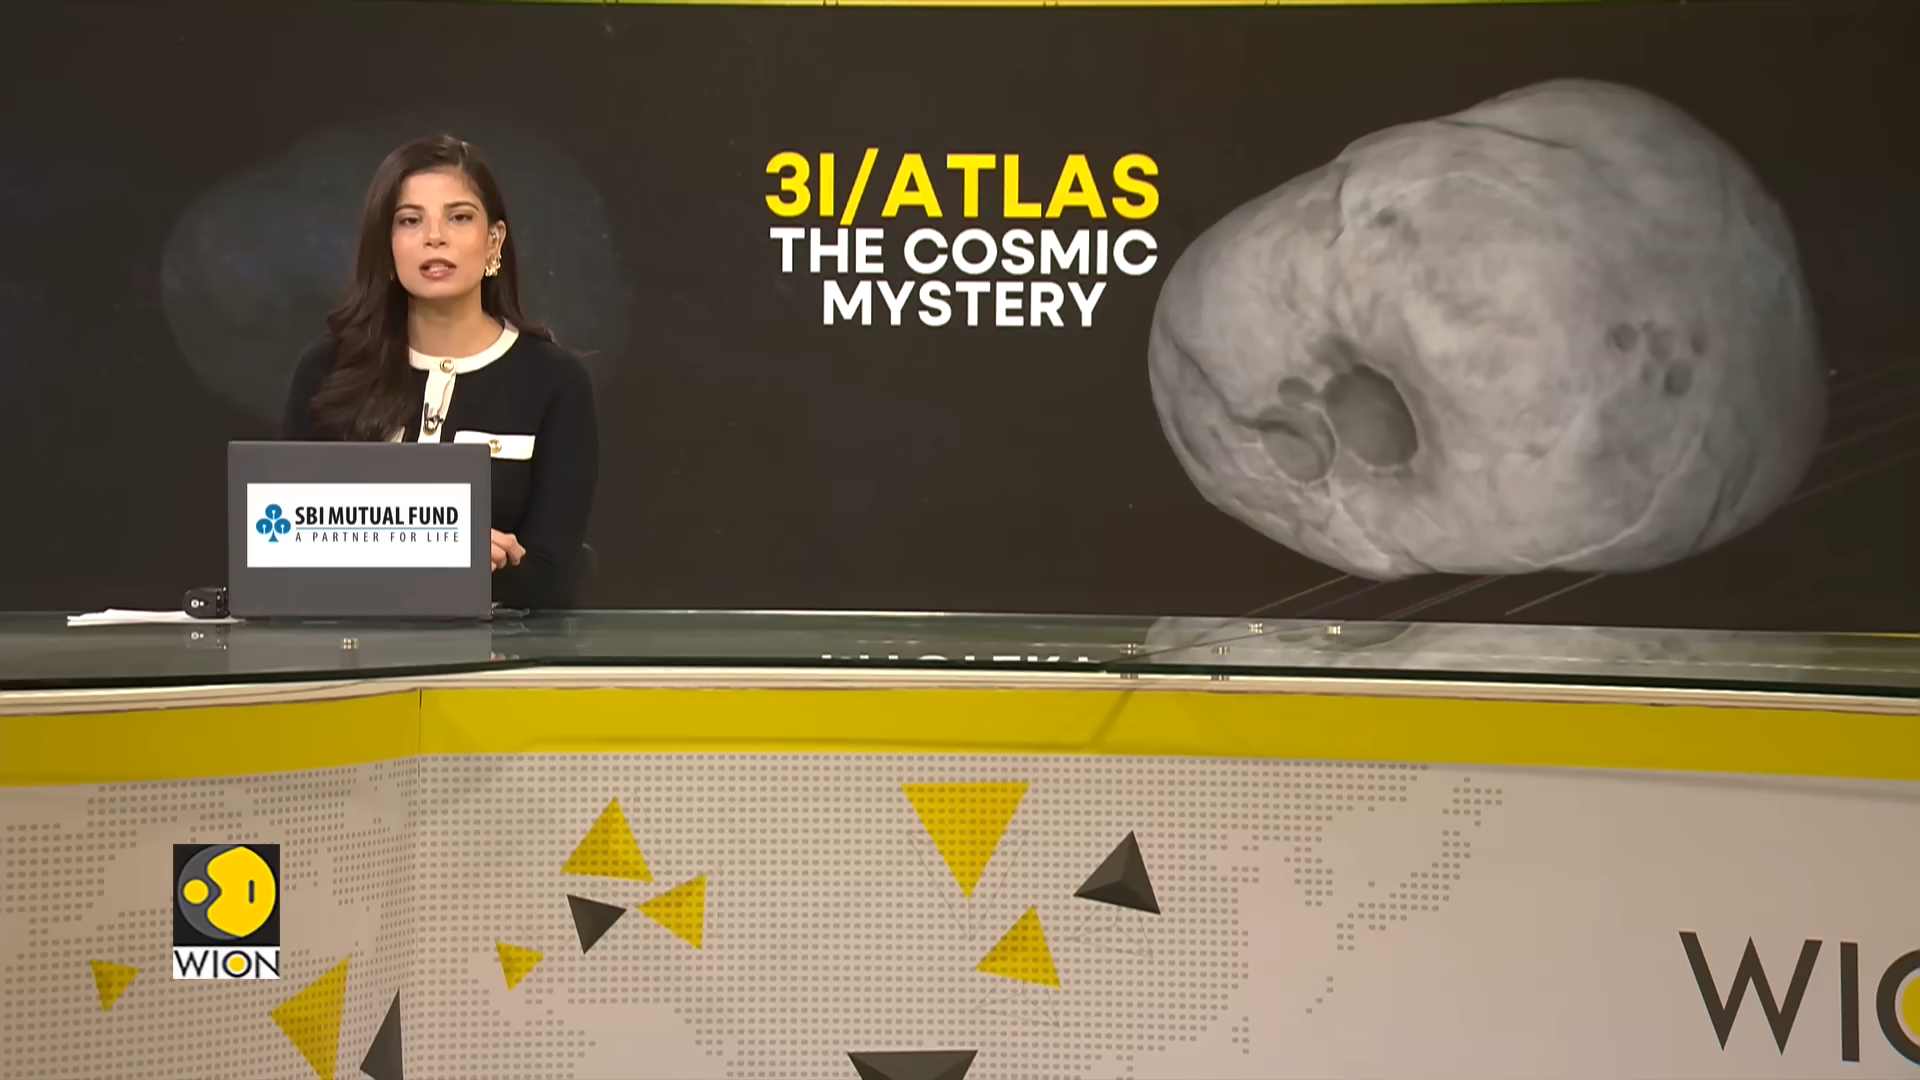 3I/ATLAS
THE COSMIC
MYSTERY
SBI MUTUAL FUND
A PARTNER FOR LIFE
WION
WIO